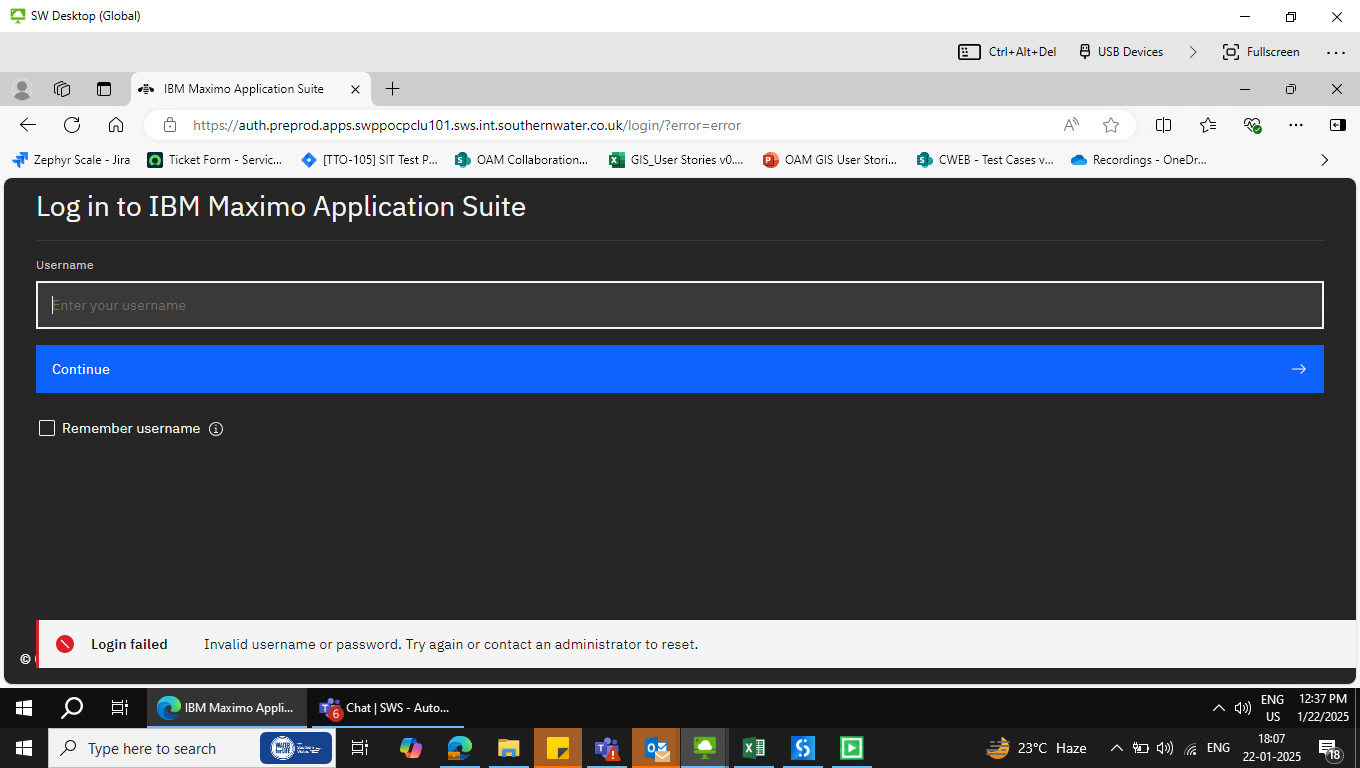 SW Desktop (Global)
Ctrl+Alt+Del
USB Devices
Fullscreen
IBM Maximo Application Suite
https://auth.preprod.apps.swppocpclu101.sws.int.southernwater.co.uk/login/?error=error
Zephyr Scale - Jira
Ticket Form - Servic...
[TTO-105] SIT Test P...
OAM Collaboration...
GIS_User Stories v0....
OAM GIS User Stori...
CWEB - Test Cases v...
Recordings - OneDr...
Log in to IBM Maximo Application Suite
Username
Enter your username
Continue
Remember username
Login failed
Invalid username or password. Try again or contact an administrator to reset.
©
IBM Maximo Appli...
6
Chat | SWS - Auto...
ENG
US
12:37 PM
1/22/2025
Type here to search
23°C Haze
ENG
18:07
22-01-2025
18